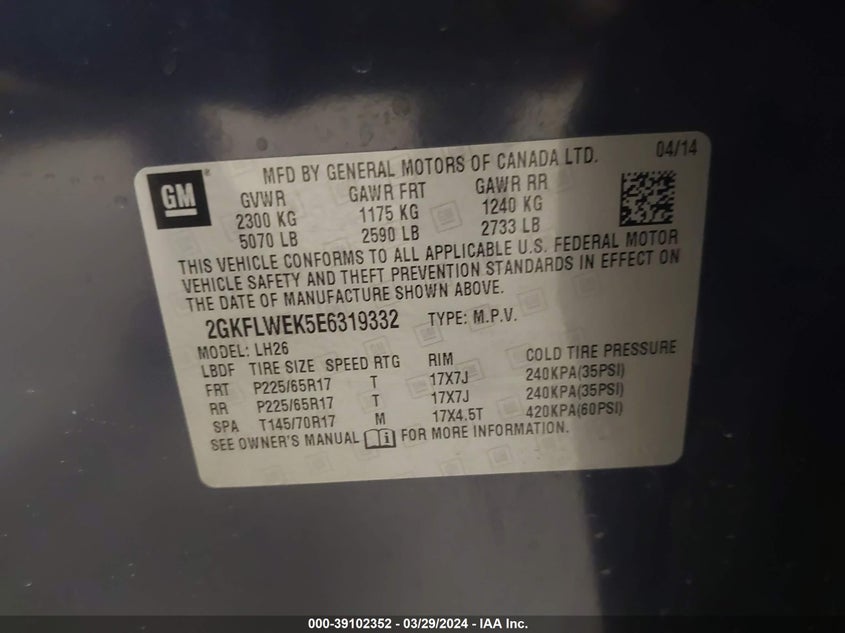 GM
MFD BY GENERAL MOTORS OF CANADA LTD. 04/14
GVWR GAWR FRT GAWR RR
2300 KG 1175 KG 1240 KG
5070 LB 2590 LB 2733 LB
THIS VEHICLE CONFORMS TO ALL APPLICABLE U.S. FEDERAL MOTOR
VEHICLE SAFETY AND THEFT PREVENTION STANDARDS IN EFFECT ON
THE DATE OF MANUFACTURE SHOWN ABOVE.
2GKFLWEK5E6319332 TYPE: M.P.V.
MODEL: LH26
LBDF TIRE SIZE SPEED RTG RIM COLD TIRE PRESSURE
FRT P225/65R17 T 17X7J 240KPA(35PSI)
RR P225/65R17 T 17X7J 240KPA(35PSI)
SPA T145/70R17 M 17X4.5T 420KPA(60PSI)
SEE OWNER'S MANUAL FOR MORE INFORMATION.
000-39102352 - 03/29/2024 - IAA Inc.